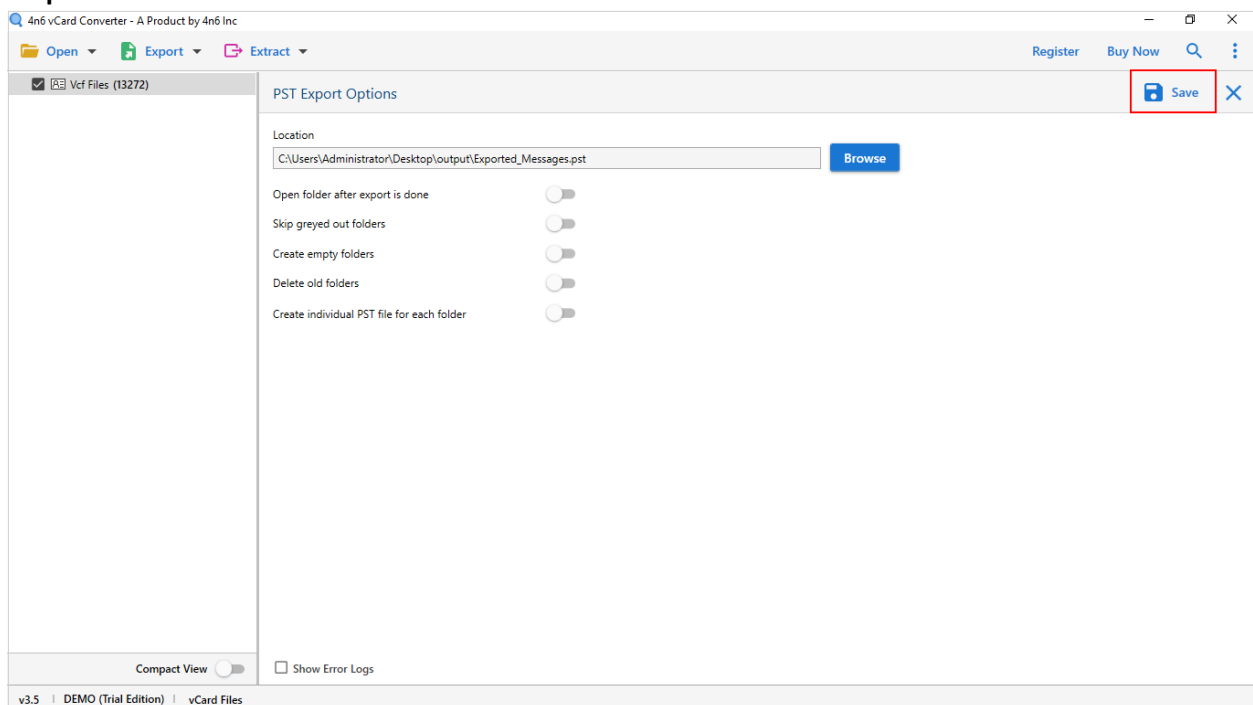 4n6 vCard Converter - A Product by 4n6 Inc
Open Export Extract Register Buy Now
Vcf Files (13272)
PST Export Options Save
Location
C:\Users\Administrator\Desktop\output\Exported_Messages.pst Browse
Open folder after export is done
Skip greyed out folders
Create empty folders
Delete old folders
Create individual PST file for each folder
Compact View Show Error Logs
v3.5 | DEMO (Trial Edition) | vCard Files